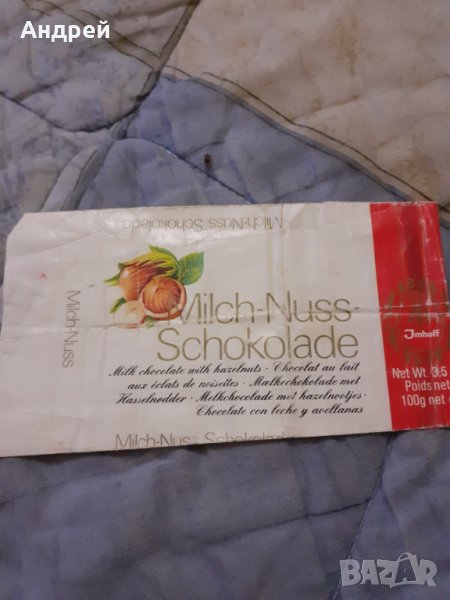 Андрей
Milch-Nuss Schokolade
Milch-Nuss
Milch-Nuss-
Schokolade
Milk chocolate with hazelnuts · Chocolat au lait
aux éclats de noisettes · Mælkechokolade met
Hasselnødder · Melkchocolade met hazelnootjes ·
Chocolate con leche y avellanas
Milch-Nuss Schokolade
Imhoff
Net Wt. 3.5
Poids net
100g net
BAZAR